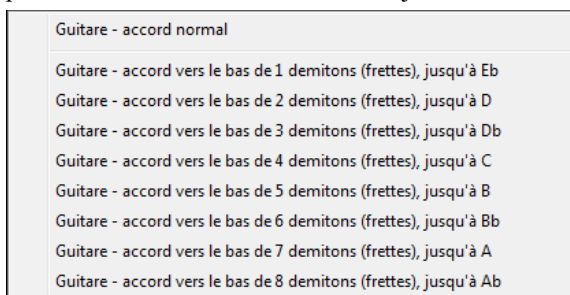 Guitare - accord normal
Guitare - accord vers le bas de 1 demitons (frettes), jusqu'à Eb
Guitare - accord vers le bas de 2 demitons (frettes), jusqu'à D
Guitare - accord vers le bas de 3 demitons (frettes), jusqu'à Db
Guitare - accord vers le bas de 4 demitons (frettes), jusqu'à C
Guitare - accord vers le bas de 5 demitons (frettes), jusqu'à B
Guitare - accord vers le bas de 6 demitons (frettes), jusqu'à Bb
Guitare - accord vers le bas de 7 demitons (frettes), jusqu'à A
Guitare - accord vers le bas de 8 demitons (frettes), jusqu'à Ab